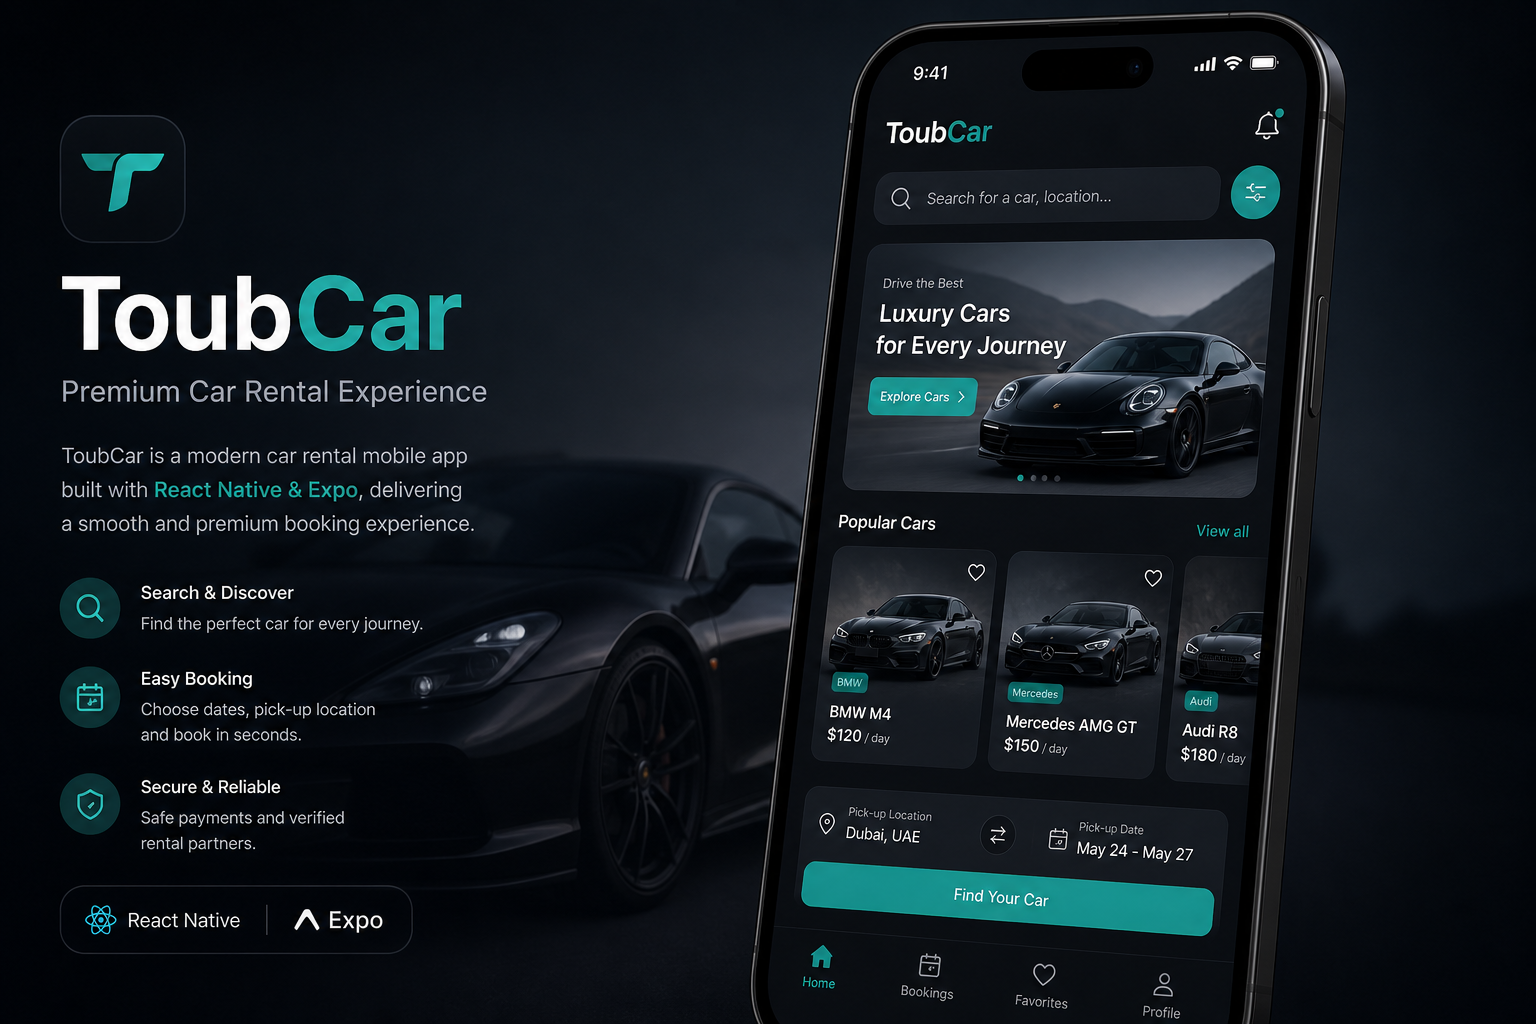 ToubCar
Premium Car Rental Experience
ToubCar is a modern car rental mobile app
built with React Native & Expo, delivering
a smooth and premium booking experience.
Search & Discover
Find the perfect car for every journey.
Easy Booking
Choose dates, pick-up location
and book in seconds.
Secure & Reliable
Safe payments and verified
rental partners.
React Native
Expo
9:41
ToubCar
Search for a car, location...
Drive the Best
Luxury Cars
for Every Journey
Explore Cars
Popular Cars
View all
BMW
BMW M4
$120 / day
Mercedes
Mercedes AMG GT
$150 / day
Audi
Audi R8
$180 / day
Pick-up Location
Dubai, UAE
Pick-up Date
May 24 - May 27
Find Your Car
Home
Bookings
Favorites
Profile